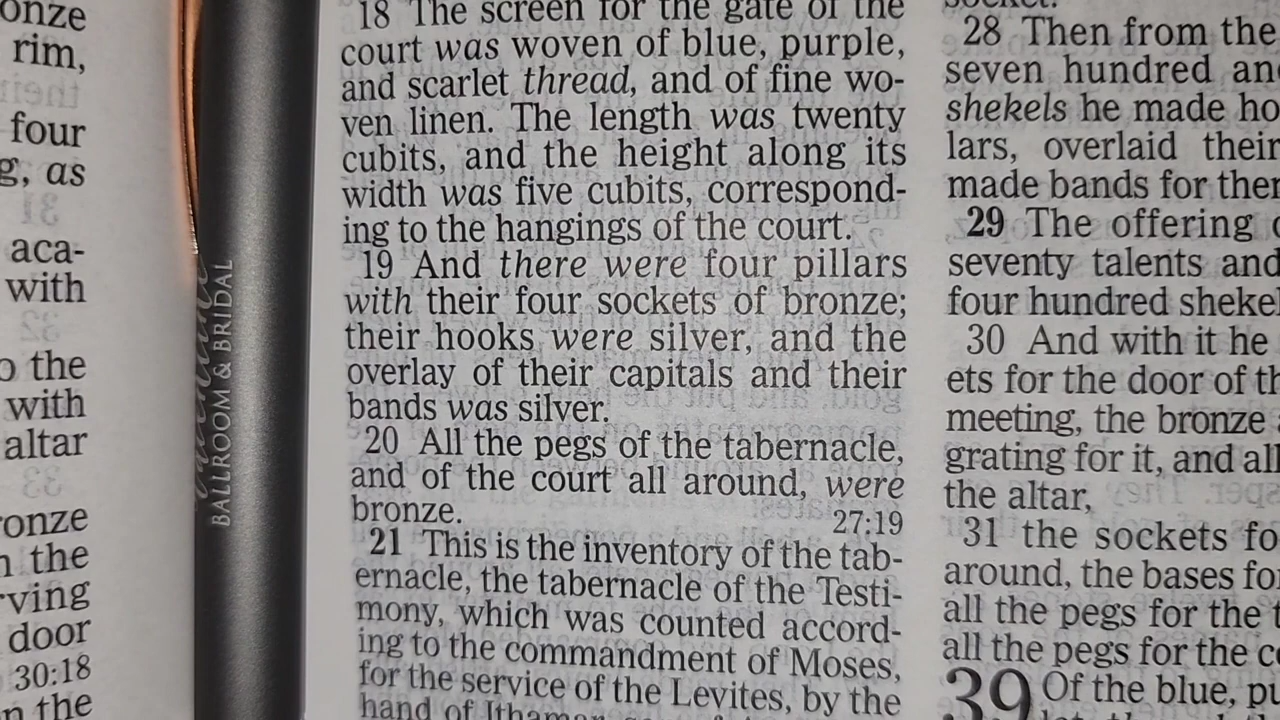 onze
rim,
four
g, as
aca-
with
o the
with
altar
ronze
n the
rving
door
30:18
n the
BALLROOM & BRIDAL
18 The screen for the gate of the
court was woven of blue, purple,
and scarlet thread, and of fine wo-
ven linen. The length was twenty
cubits, and the height along its
width was five cubits, correspond-
ing to the hangings of the court.
19 And there were four pillars
with their four sockets of bronze;
their hooks were silver, and the
overlay of their capitals and their
bands was silver.
20 All the pegs of the tabernacle,
and of the court all around, were
bronze. 27:19
21 This is the inventory of the tab-
ernacle, the tabernacle of the Testi-
mony, which was counted accord-
ing to the commandment of Moses,
for the service of the Levites, by the
hand of Ithamar
socket.
28 Then from the
seven hundred an
shekels he made ho
lars, overlaid their
made bands for the
29 The offering
seventy talents and
four hundred shekel
30 And with it he
ets for the door of th
meeting, the bronze
grating for it, and all
the altar,
31 the sockets fo
around, the bases for
all the pegs for the t
all the pegs for the c
39 Of the blue, pu